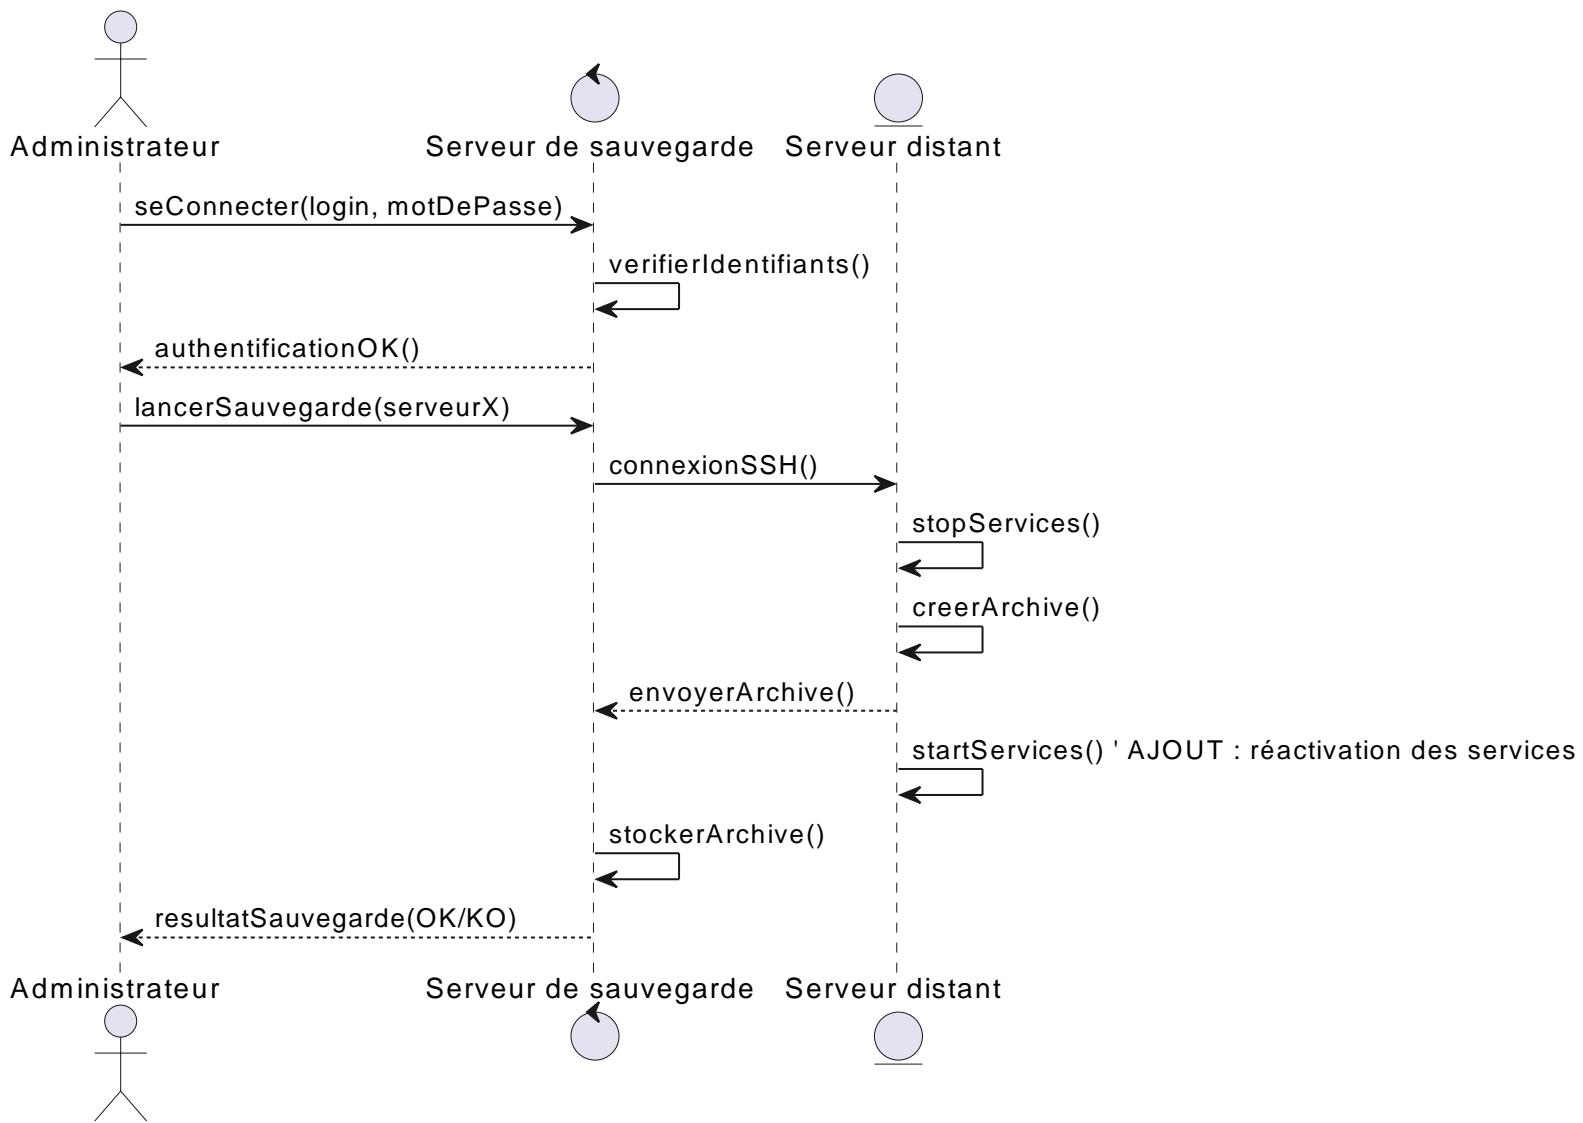 Administrateur
Serveur de sauvegarde
Serveur distant
seConnecter(login, motDePasse)
verifierIdentifiants()
authentificationOK()
lancerSauvegarde(serveurX)
connexionSSH()
stopServices()
creerArchive()
envoyerArchive()
startServices() ' AJOUT : réactivation des services
stockerArchive()
resultatSauvegarde(OK/KO)
Administrateur
Serveur de sauvegarde
Serveur distant